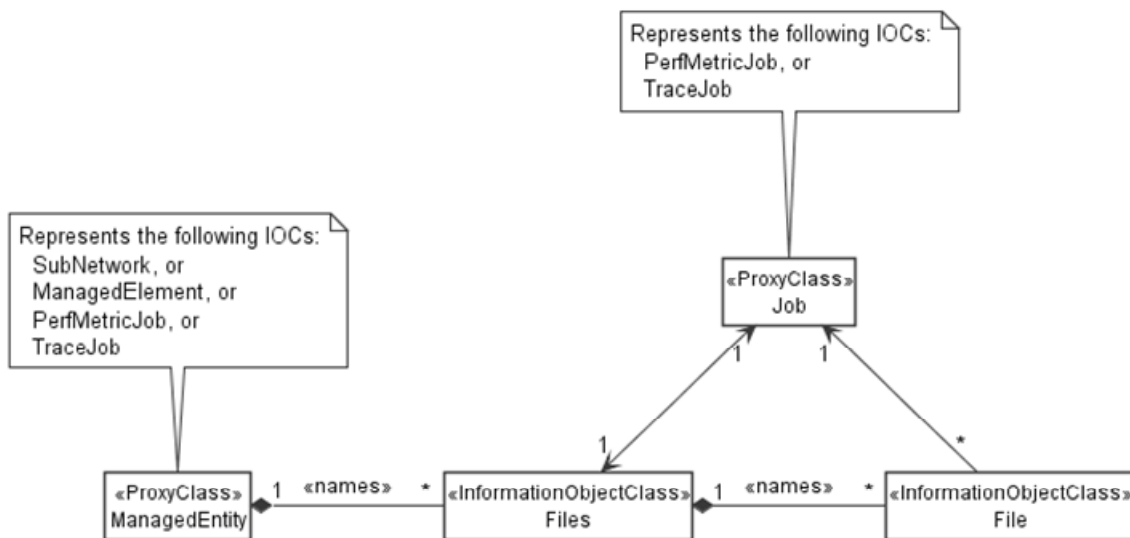 Represents the following IOCs:
PerfMetricJob, or
TraceJob
Represents the following IOCs:
SubNetwork, or
ManagedElement, or
PerfMetricJob, or
TraceJob
«ProxyClass»
Job
1
1
1
*
«ProxyClass»
ManagedEntity
1 «names» *
«InformationObjectClass»
Files
1 «names» *
«InformationObjectClass»
File